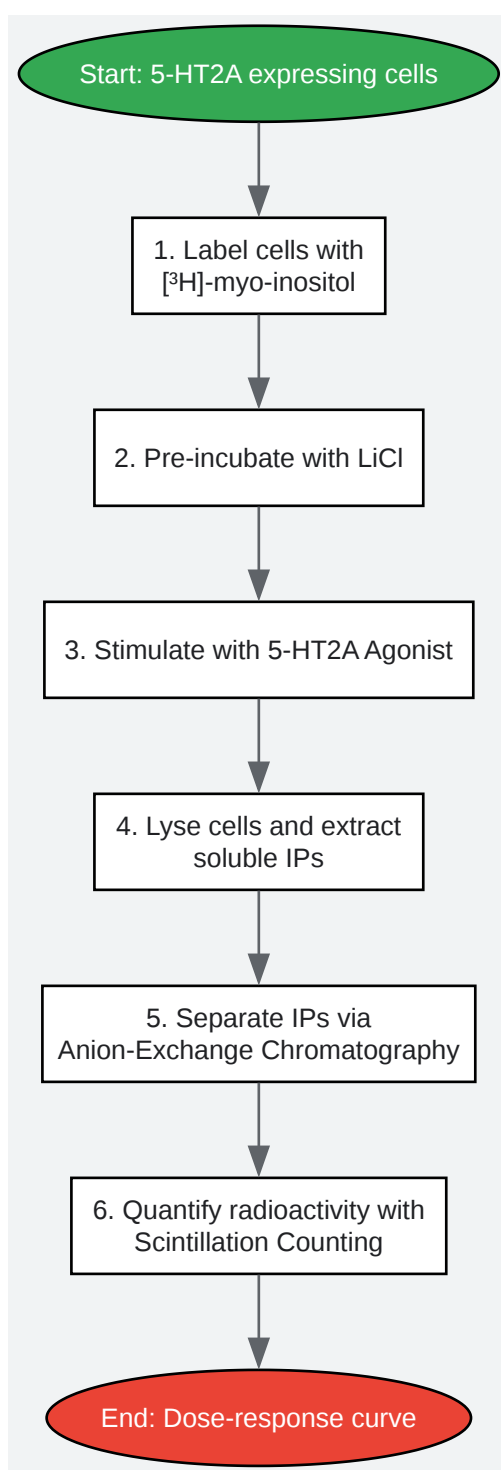 Start: 5-HT2A expressing cells
1. Label cells with
[³H]-myo-inositol
2. Pre-incubate with LiCl
3. Stimulate with 5-HT2A Agonist
4. Lyse cells and extract
soluble IPs
5. Separate IPs via
Anion-Exchange Chromatography
6. Quantify radioactivity with
Scintillation Counting
End: Dose-response curve